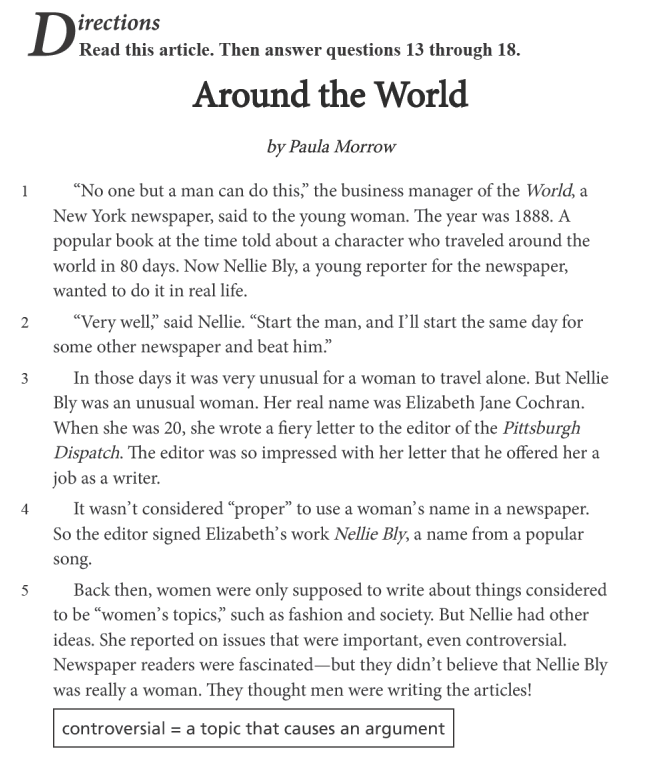 Directions
Read this article. Then answer questions 13 through 18.
Around the World
by Paula Morrow
1 “No one but a man can do this,” the business manager of the World, a
New York newspaper, said to the young woman. The year was 1888. A
popular book at the time told about a character who traveled around the
world in 80 days. Now Nellie Bly, a young reporter for the newspaper,
wanted to do it in real life.
2 “Very well,” said Nellie. “Start the man, and I’ll start the same day for
some other newspaper and beat him.”
3 In those days it was very unusual for a woman to travel alone. But Nellie
Bly was an unusual woman. Her real name was Elizabeth Jane Cochran.
When she was 20, she wrote a fiery letter to the editor of the Pittsburgh
Dispatch. The editor was so impressed with her letter that he offered her a
job as a writer.
4 It wasn’t considered “proper” to use a woman’s name in a newspaper.
So the editor signed Elizabeth’s work Nellie Bly, a name from a popular
song.
5 Back then, women were only supposed to write about things considered
to be “women’s topics,” such as fashion and society. But Nellie had other
ideas. She reported on issues that were important, even controversial.
Newspaper readers were fascinated—but they didn’t believe that Nellie Bly
was really a woman. They thought men were writing the articles!
controversial = a topic that causes an argument